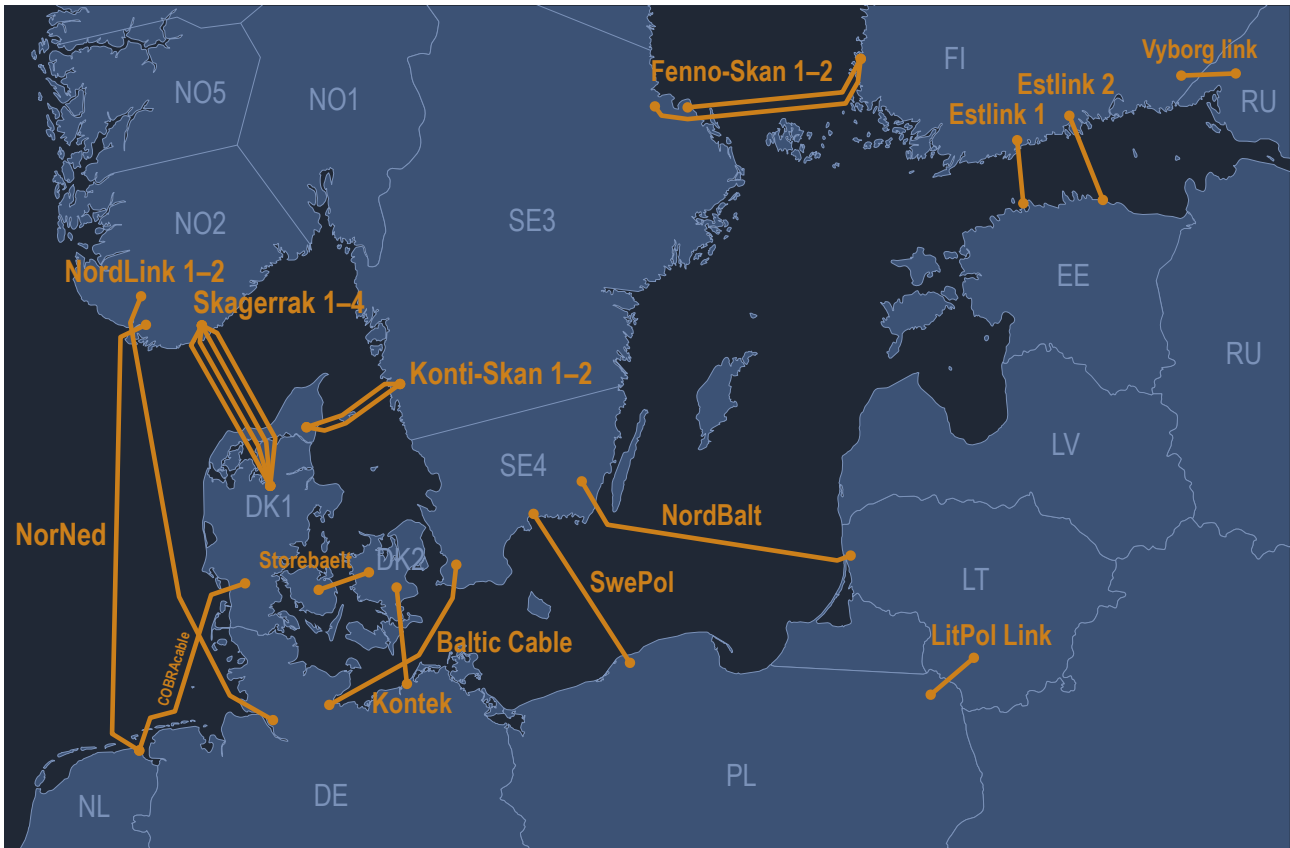 Vyborg link
FI
Fenno-Skan 1–2
Estlink 2
NO5
NO1
RU
Estlink 1
NO2
SE3
EE
NordLink 1–2
Skagerrak 1–4
RU
Konti-Skan 1–2
LV
SE4
DK1
NordBalt
NorNed
Storebaelt
DK2
LT
SwePol
LitPol Link
Baltic Cable
COBRAcable
Kontek
PL
DE
NL